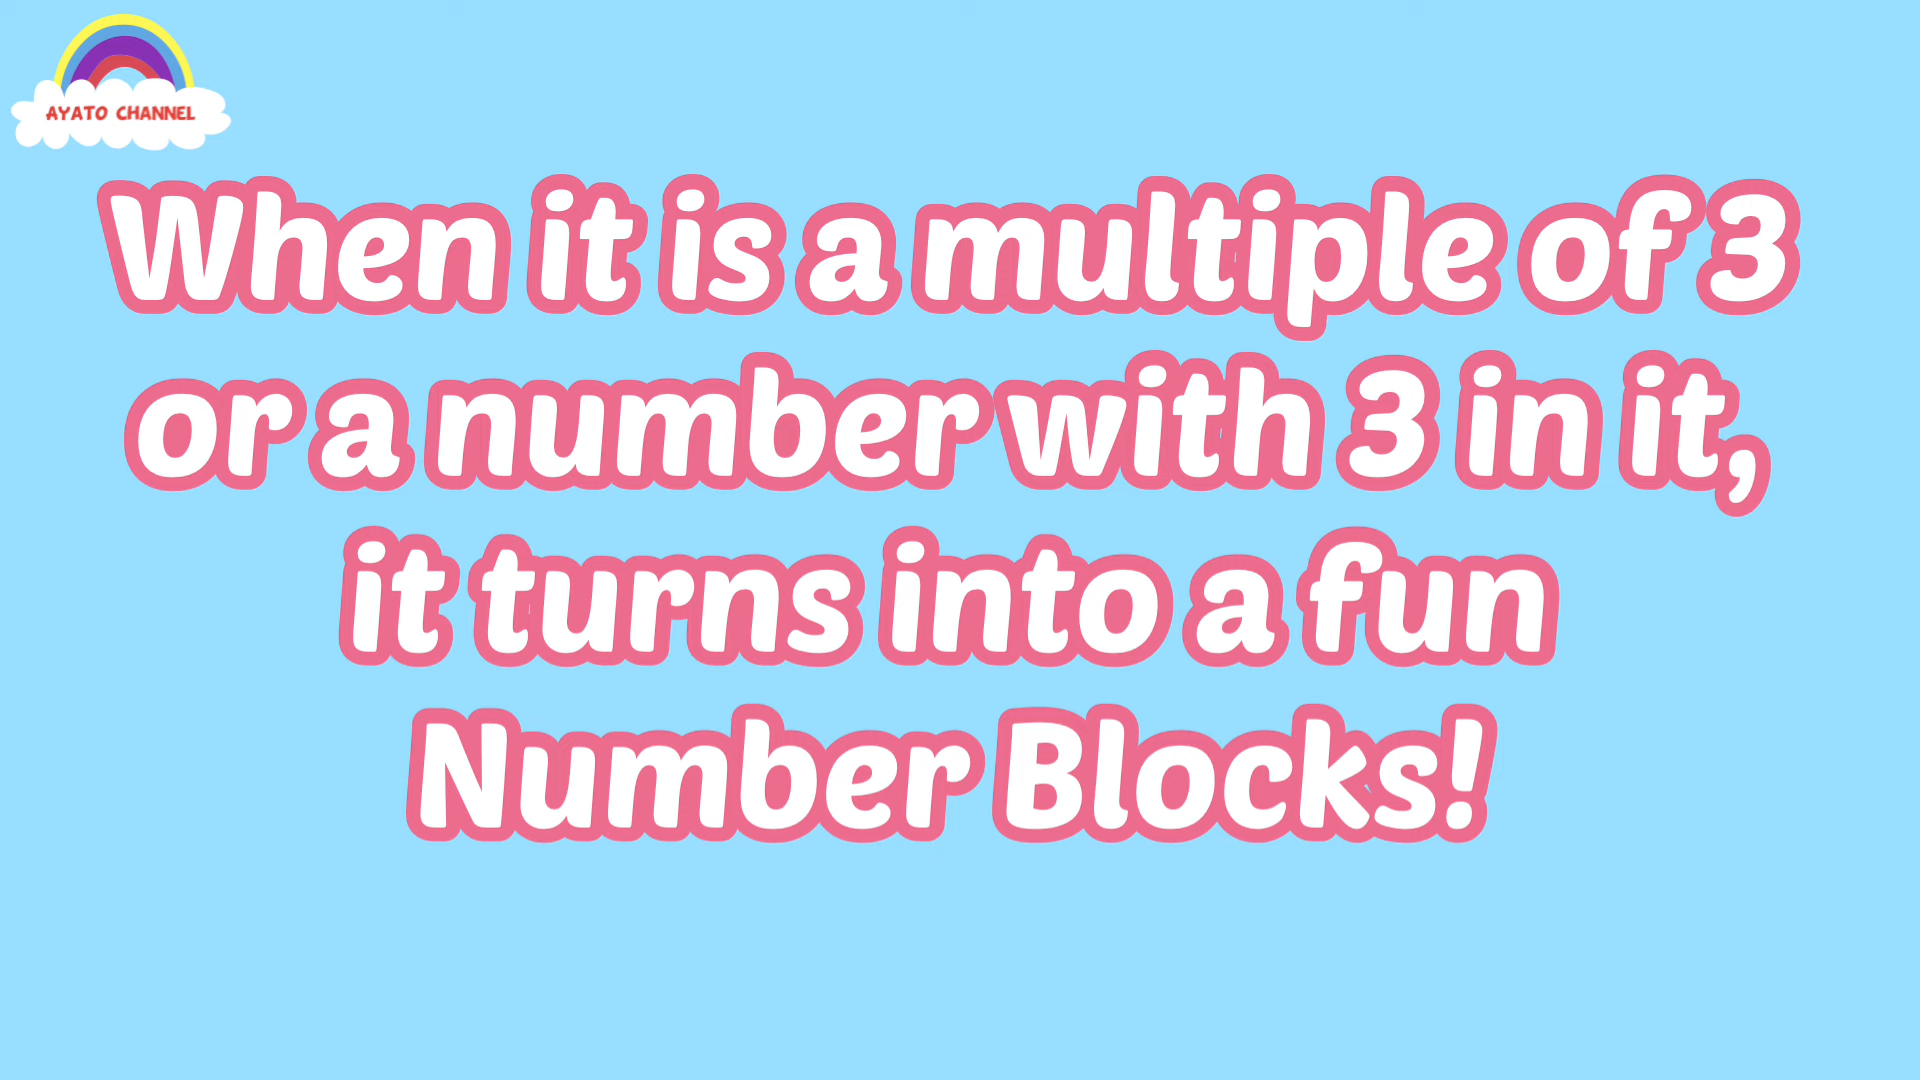 AYATO CHANNEL
When it is a multiple of 3
or a number with 3 in it,
it turns into a fun
Number Blocks!